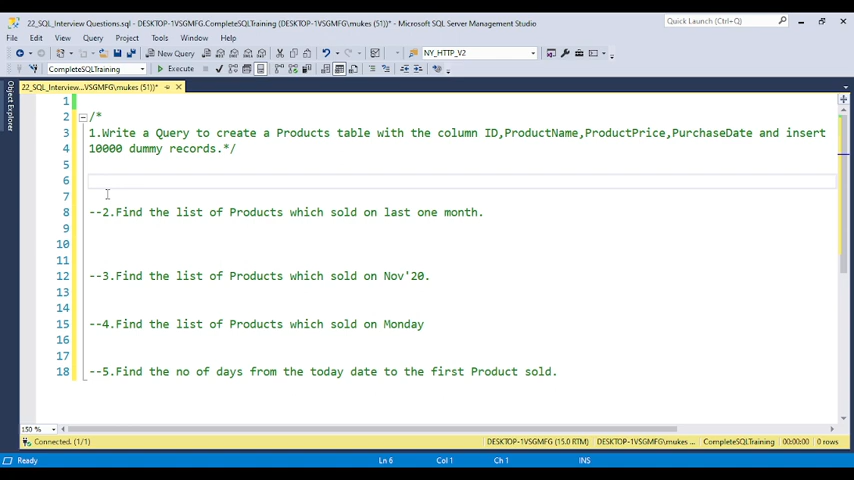 22_SQL_Interview Questions.sql - DESKTOP-1VSGMFG.CompleteSQLTraining (DESKTOP-1VSGMFG\mukes (51))* - Microsoft SQL Server Management Studio
Quick Launch (Ctrl+Q)
File Edit View Query Project Tools Window Help
New Query
NY_HTTP_V2
CompleteSQLTraining
Execute
22_SQL_Interview...VSGMFG\mukes (51))*
Object Explorer
1
2 /*
3 1.Write a Query to create a Products table with the column ID,ProductName,ProductPrice,PurchaseDate and insert
4 10000 dummy records.*/
5
6
7
8 --2.Find the list of Products which sold on last one month.
9
10
11
12 --3.Find the list of Products which sold on Nov'20.
13
14
15 --4.Find the list of Products which sold on Monday
16
17
18 --5.Find the no of days from the today date to the first Product sold.
150 %
Connected. (1/1) DESKTOP-1VSGMFG (15.0 RTM) DESKTOP-1VSGMFG\mukes ... CompleteSQLTraining 00:00:00 0 rows
Ready Ln 6 Col 1 Ch 1 INS